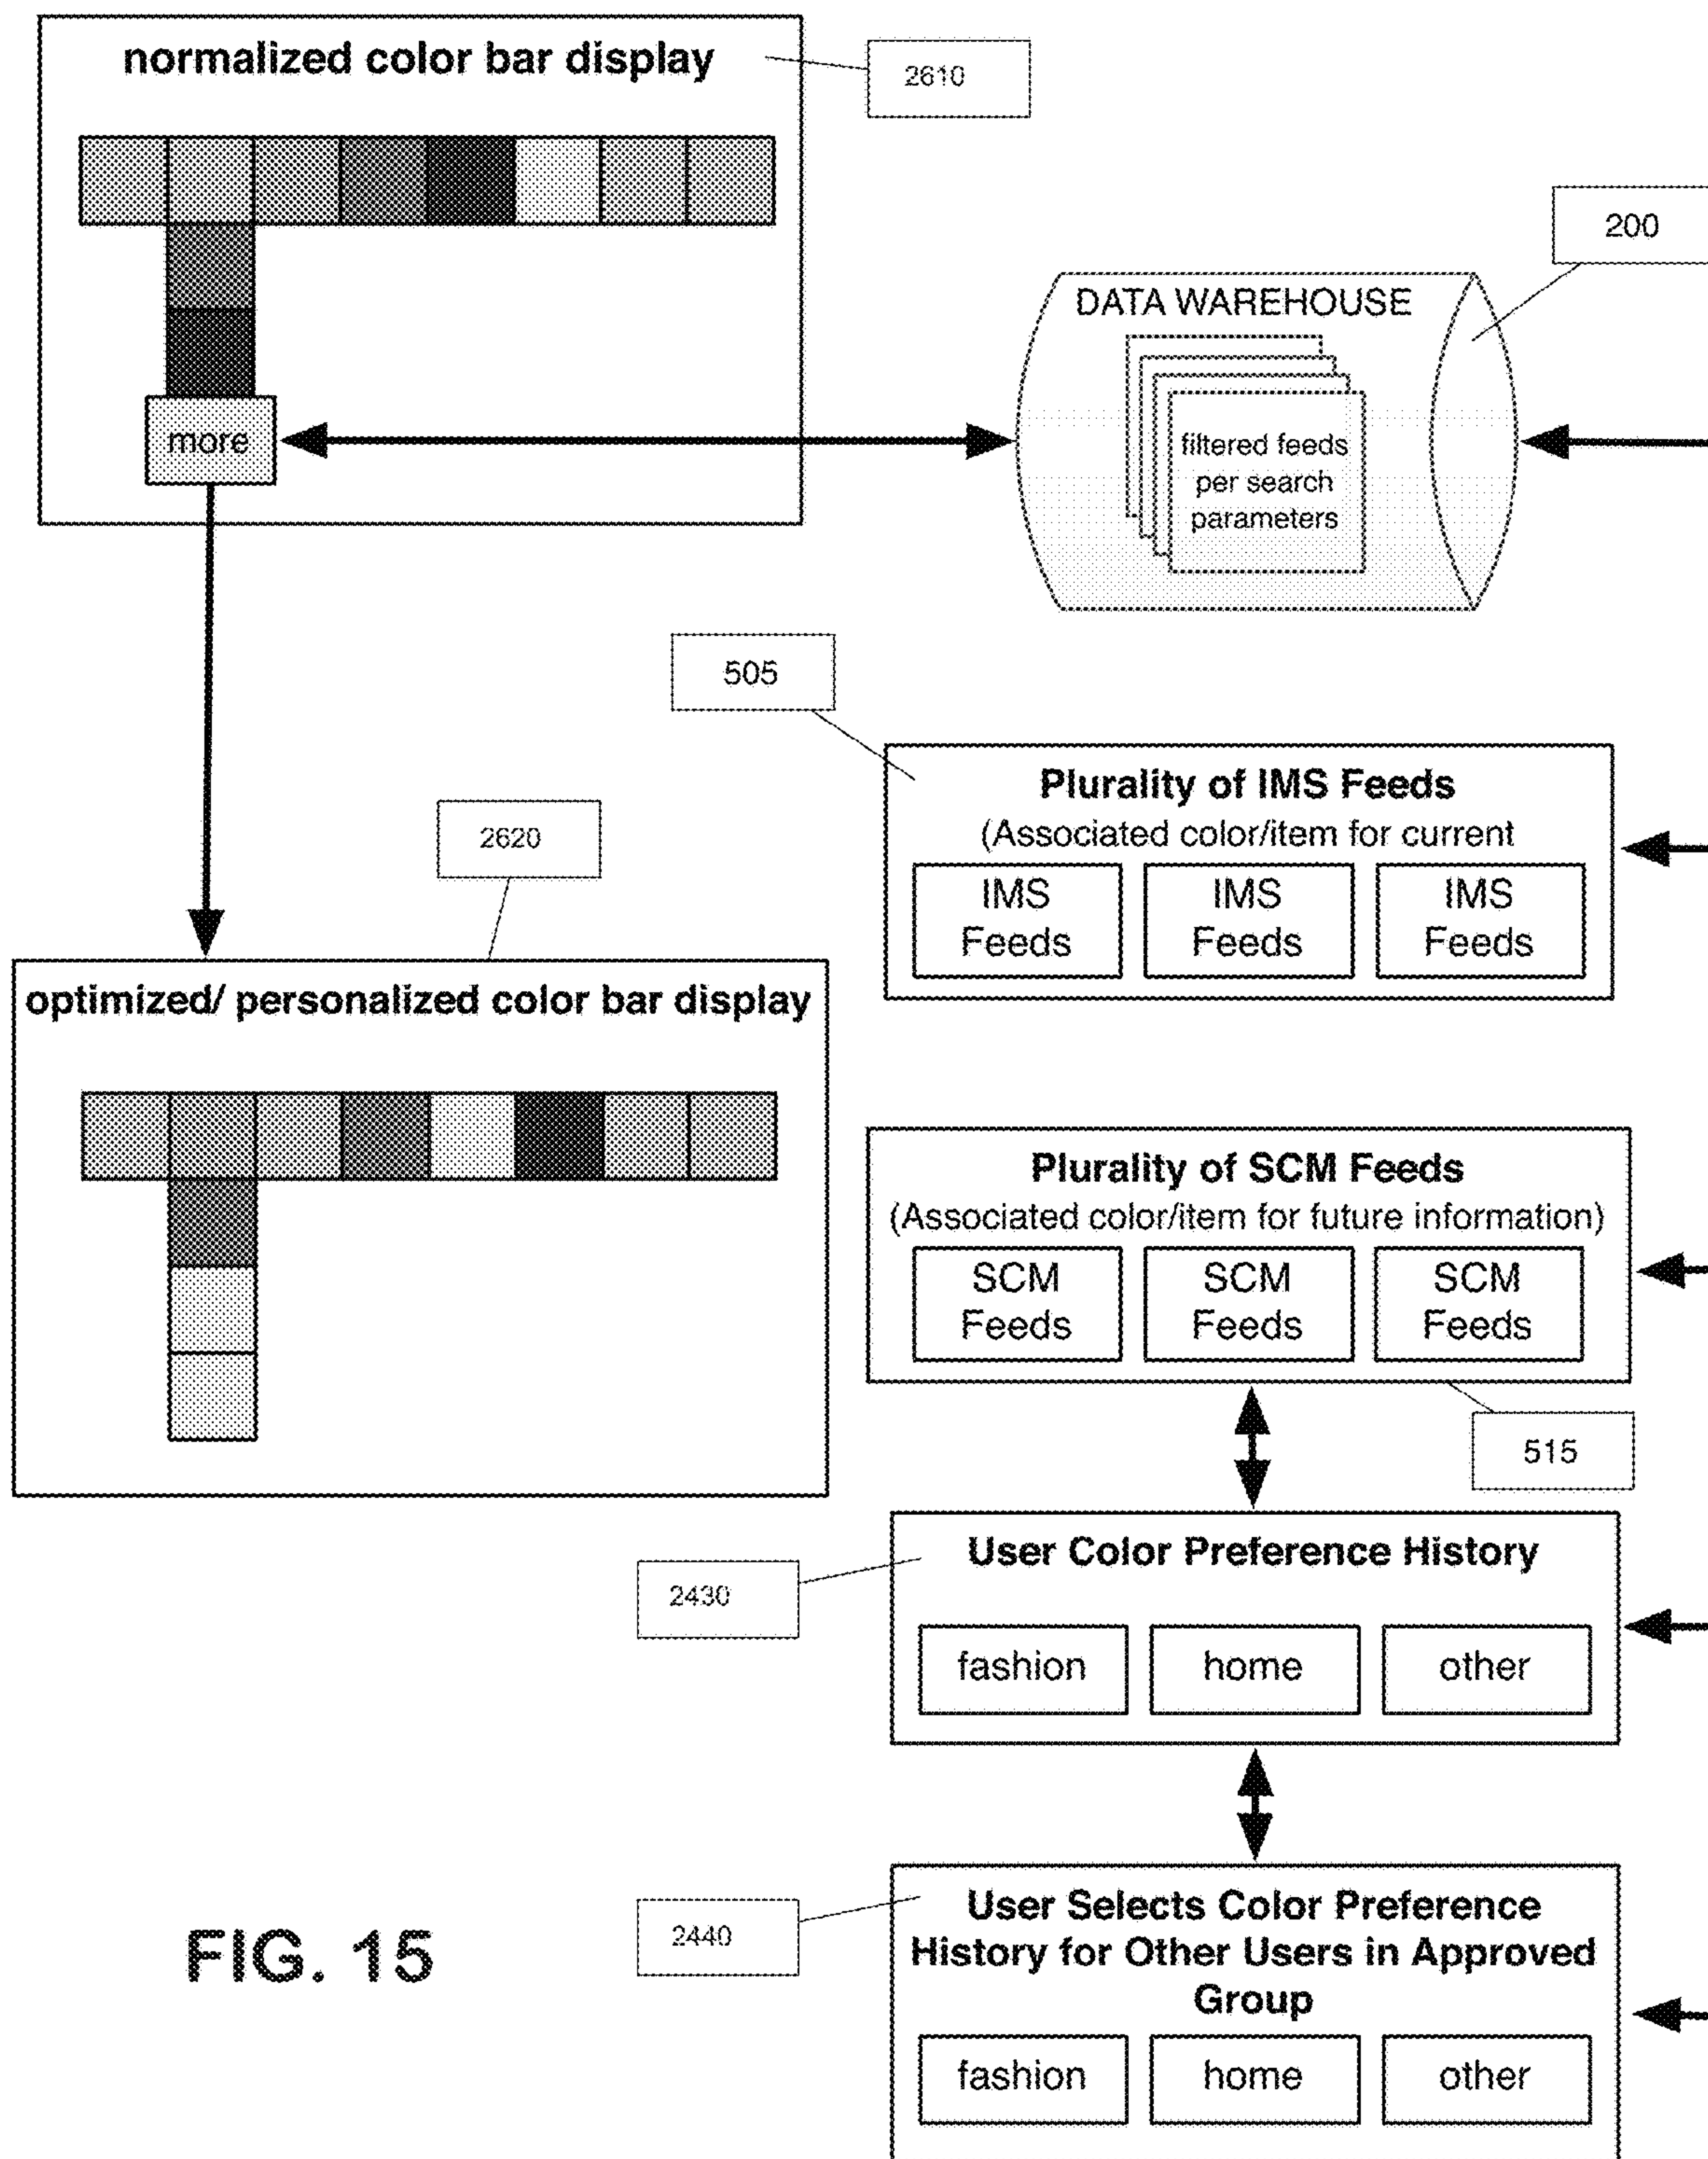 normalized color bar display
2610
200
DATA WAREHOUSE
more
filtered feeds
per search
parameters
505
Plurality of IMS Feeds
(Associated color/item for current
IMS
Feeds
IMS
Feeds
IMS
Feeds
2620
optimized/ personalized color bar display
Plurality of SCM Feeds
(Associated color/item for future information)
SCM
Feeds
SCM
Feeds
SCM
Feeds
515
User Color Preference History
2430
fashion
home
other
User Selects Color Preference
History for Other Users in Approved
Group
2440
fashion
home
other
FIG. 15